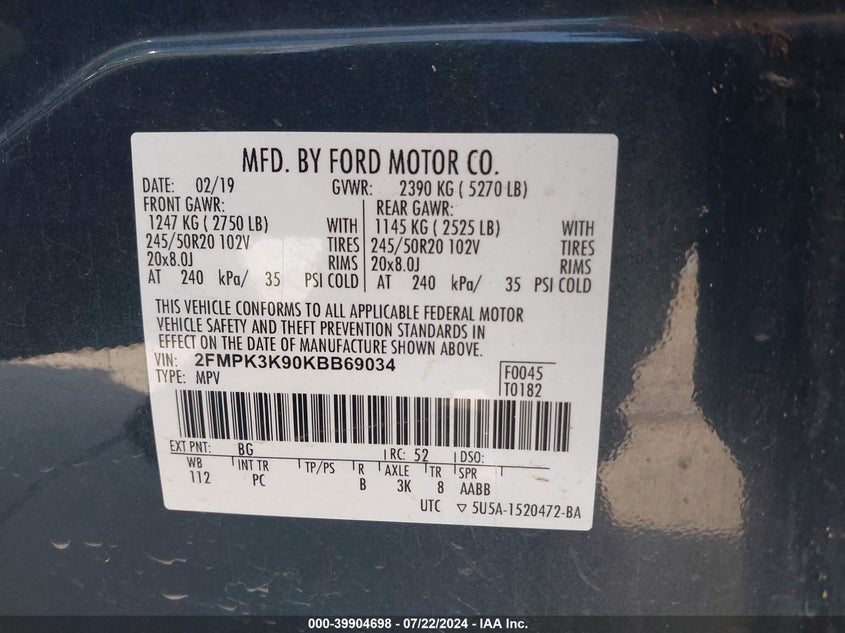 MFD. BY FORD MOTOR CO.
DATE: 02/19 GVWR: 2390 KG ( 5270 LB)
FRONT GAWR: REAR GAWR:
1247 KG ( 2750 LB) WITH 1145 KG ( 2525 LB) WITH
245/50R20 102V TIRES 245/50R20 102V TIRES
20x8.0J RIMS 20x8.0J RIMS
AT 240 kPa/ 35 PSI COLD AT 240 kPa/ 35 PSI COLD
THIS VEHICLE CONFORMS TO ALL APPLICABLE FEDERAL MOTOR
VEHICLE SAFETY AND THEFT PREVENTION STANDARDS IN
EFFECT ON THE DATE OF MANUFACTURE SHOWN ABOVE.
VIN: 2FMPK3K90KBB69034 F0045
TYPE: MPV T0182
EXT PNT: BG RC: 52 DSO:
WB INT TR TP/PS R AXLE TR SPR
112 PC B 3K 8 AABB
UTC ▽ 5U5A-1520472-BA
000-39904698 / 07/22/2024 - IAA Inc.